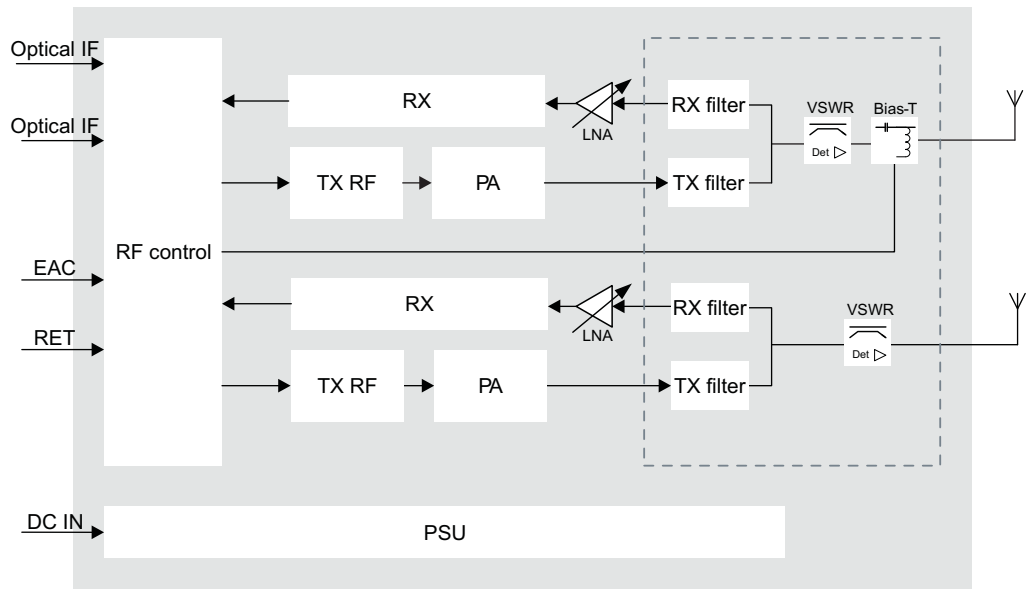 Optical IF
Optical IF
EAC
RET
DC IN
RF control
RX
LNA
RX filter
VSWR
Det
Bias-T
TX RF
PA
TX filter
RX
LNA
RX filter
VSWR
Det
TX RF
PA
TX filter
PSU